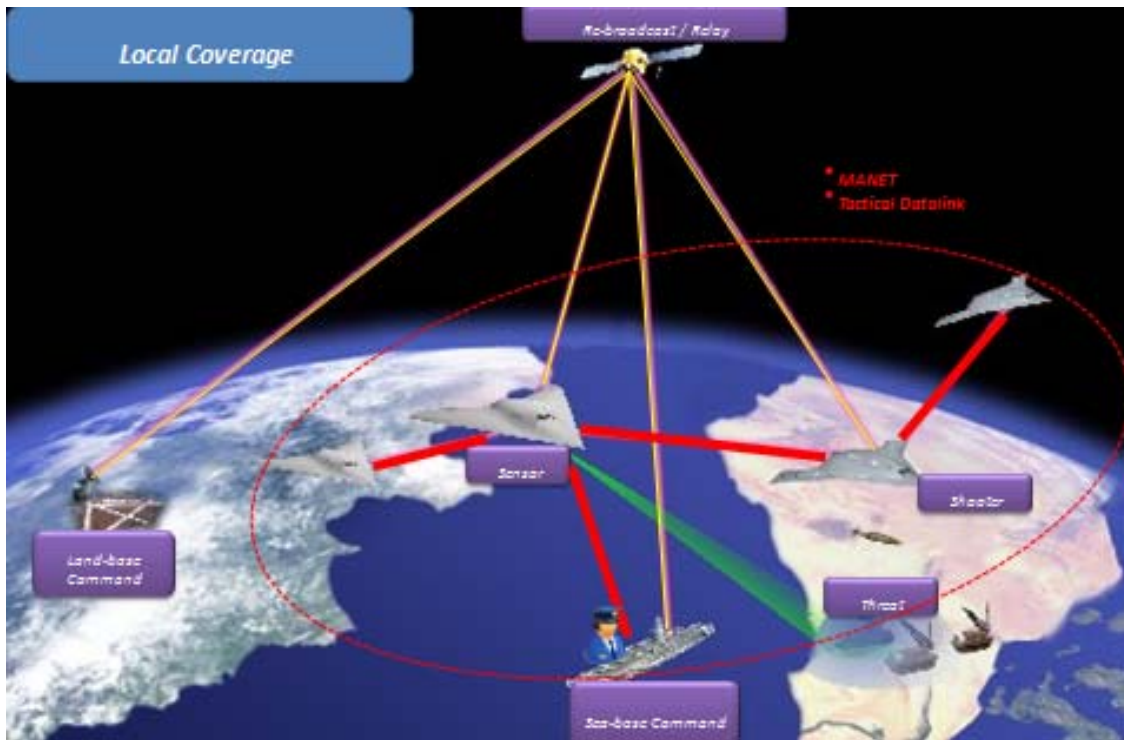 Local Coverage
Re-broadcast / Relay
* MANET
* Tactical Datalink
Sensor
Shooter
Land-base
Command
Threat
Sea-base Command